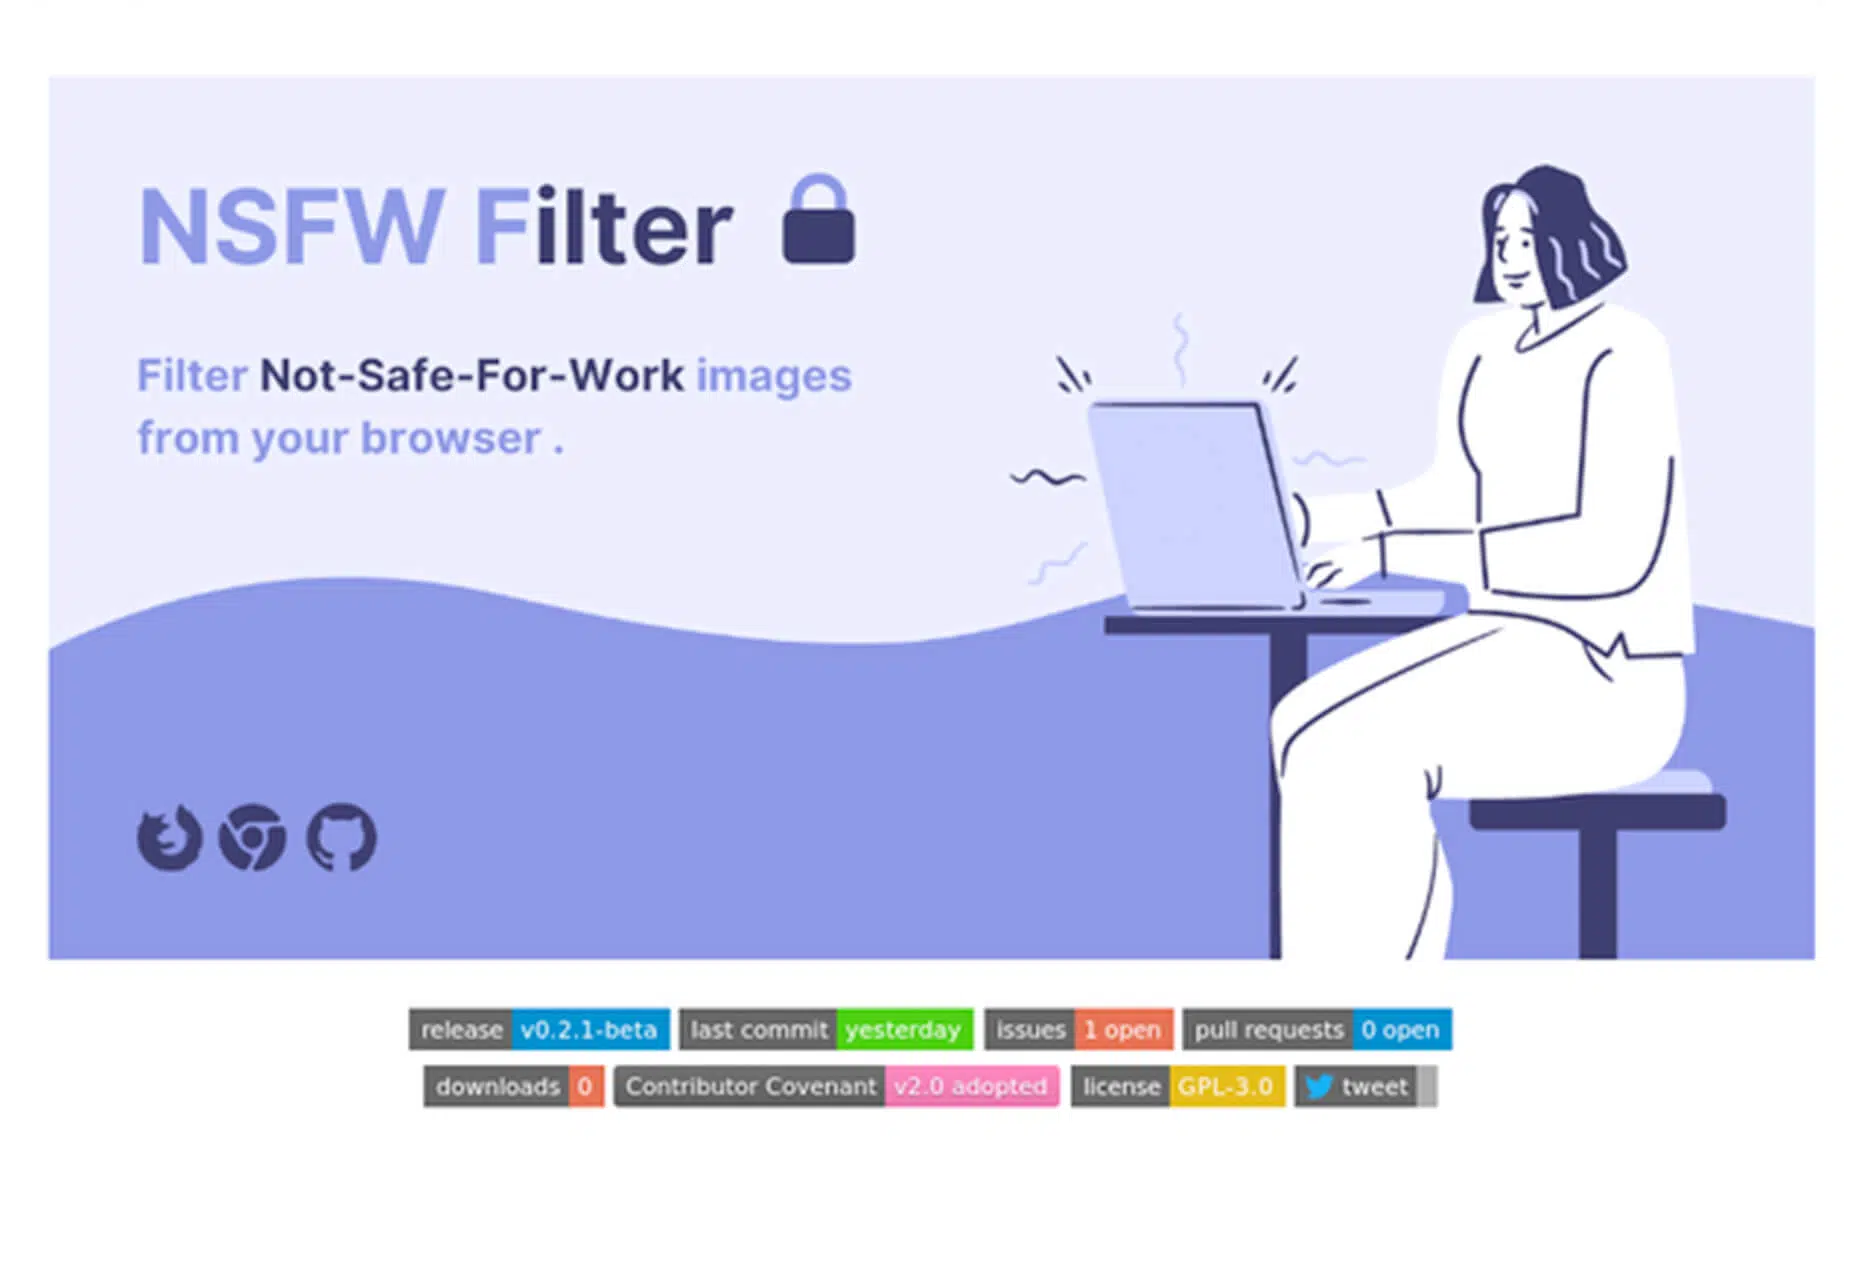 NSFW Filter
Filter Not-Safe-For-Work images
from your browser .
release v0.2.1-beta last commit yesterday issues 1 open pull requests 0 open
downloads 0 Contributor Covenant v2.0 adopted license GPL-3.0 tweet